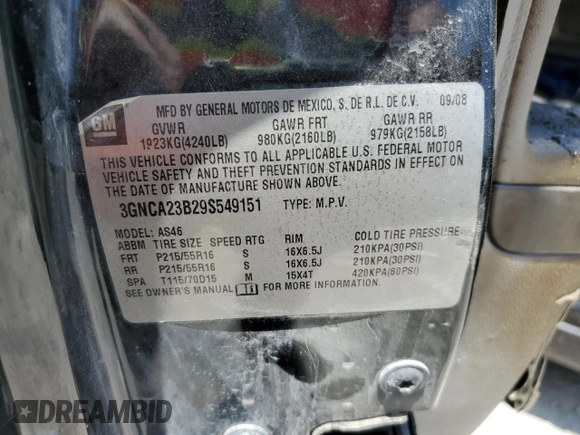 GM
MFD BY GENERAL MOTORS DE MEXICO, S. DE R.L. DE C.V. 09/08
GVWR GAWR FRT GAWR RR
1923KG(4240LB) 980KG(2160LB) 979KG(2158LB)
THIS VEHICLE CONFORMS TO ALL APPLICABLE U.S. FEDERAL MOTOR
VEHICLE SAFETY AND THEFT PREVENTION STANDARDS IN EFFECT ON
THE DATE OF MANUFACTURE SHOWN ABOVE.
3GNCA23B29S549151 TYPE: M.P.V.
MODEL: AS46
ABBM TIRE SIZE SPEED RTG RIM COLD TIRE PRESSURE
FRT P215/55R16 S 16X6.5J 210KPA(30PSI)
RR P215/55R16 S 16X6.5J 210KPA(30PSI)
SPA T115/70D15 M 15X4T 420KPA(60PSI)
SEE OWNER'S MANUAL FOR MORE INFORMATION.
DREAMBID